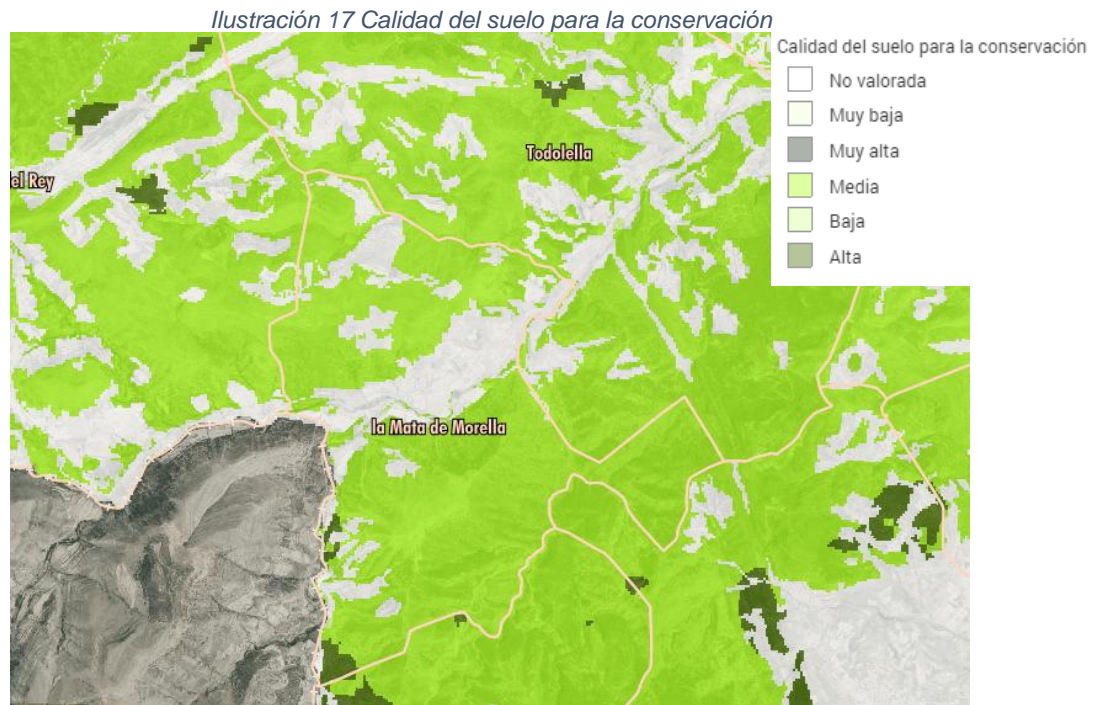 Ilustración 17 Calidad del suelo para la conservación
Calidad del suelo para la conservación
No valorada
Muy baja
Muy alta
Media
Baja
Alta
Todolella
el Rey
la Mata de Morella